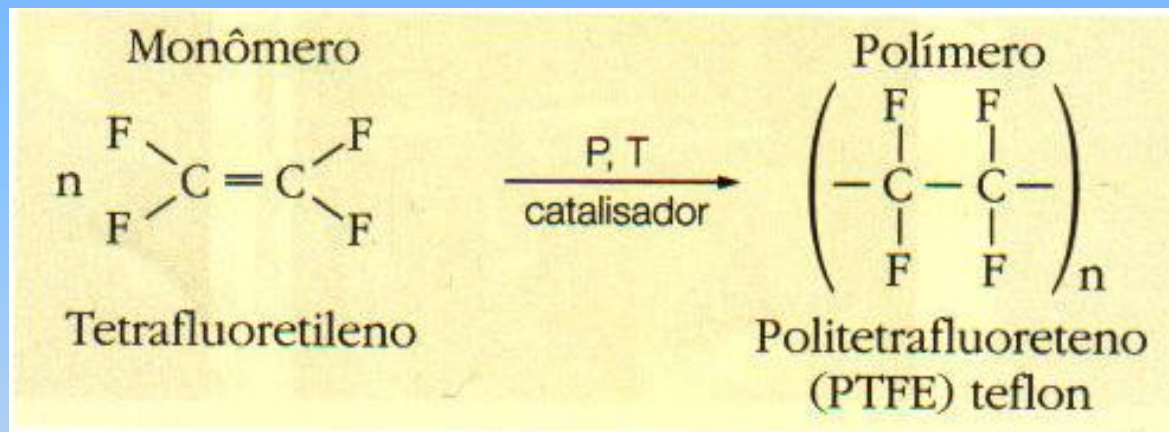 Monômero
n F F C = C F F
Tetrafluoretileno
P, T
catalisador
Polímero
F F
— C — C —
F F
n
Politetrafluoreteno
(PTFE) teflon